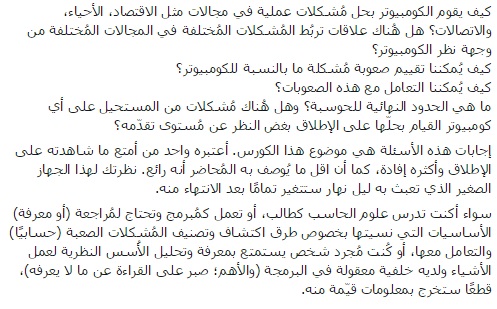 كيف يقوم الكومبيوتر بحل مُشكلات عملية في مجالات مثل الاقتصاد، الأحياء،
والاتصالات؟ هل هُناك علاقات تربُط المُشكلات المُختلفة في المجالات المُختلفة من
وجهة نظر الكومبيوتر؟
كيف يُمكننا تقييم صعوبة مُشكلة ما بالنسبة للكومبيوتر؟
كيف يُمكننا التعامل مع هذه الصعوبات؟
ما هي الحدود النهائية للحوسبة؟ وهل هُناك مُشكلات من المستحيل على أي
كومبيوتر القيام بحلّها على الإطلاق بغض النظر عن مُستوى تقدّمه؟
إجابات هذه الأسئلة هي موضوع هذا الكورس. أعتبره واحد من أمتع ما شاهدته على
الإطلاق وأكثره إفادة، كما أن اقل ما يُوصف به المُحاضر أنه رائع. نظرتك لهذا الجهاز
الصغير الذي تعبث به ليل نهار ستتغير تمامًا بعد الانتهاء منه.
سواء أكنت تدرس علوم الحاسب كطالب، أو تعمل كمُبرمج وتحتاج لمُراجعة (أو معرفة)
الأساسيات التي نسيتها بخصوص طرق اكتشاف وتصنيف المُشكلات الصعبة (حسابيًا)
والتعامل معها، أو كُنت مُجرد شخص يستمتع بمعرفة وتحليل الأُسس النظرية لعمل
الأشياء ولديه خلفية معقولة في البرمجة (والأهم؛ صبر على القراءة عن ما لا يعرفه)،
قطعًا ستخرج بمعلومات قيّمة منه.